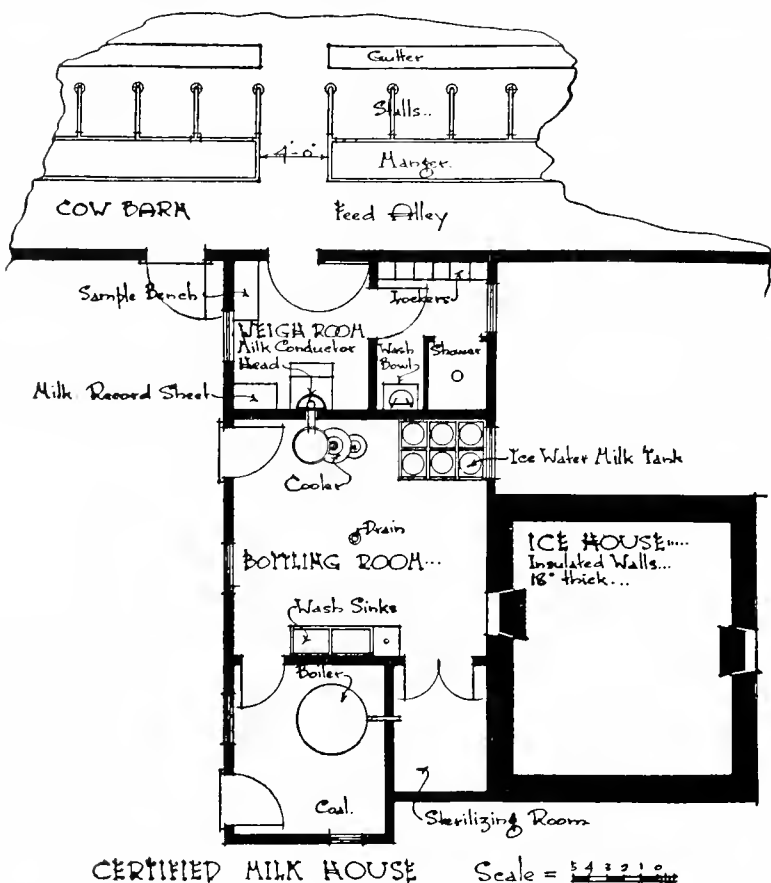 Gutter
Stalls..
4'-0"
Manger.
COW BARN
Feed Alley
Sample Bench
Lockers
WEIGH ROOM
Milk Conductor
Head
Wash
Bowl
Shower
Milk Record Sheet
Cooler
Ice Water Milk Tank
Drain
BOTTLING ROOM...
ICE HOUSE.....
Insulated Walls...
18" thick...
Wash Sinks
Boiler
Coal.
Sterilizing Room
CERTIFIED MILK HOUSE
Scale = 5 4 3 2 1 0